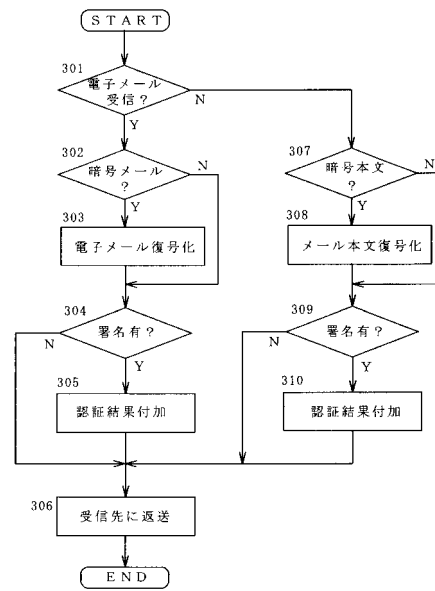 START
301
電子メール
受信?
N
Y
302
暗号メール
?
N
Y
307
暗号本文
?
N
Y
303
電子メール復号化
308
メール本文復号化
304
署名有?
N
Y
309
署名有?
N
Y
305
認証結果付加
310
認証結果付加
306
受信先に返送
END